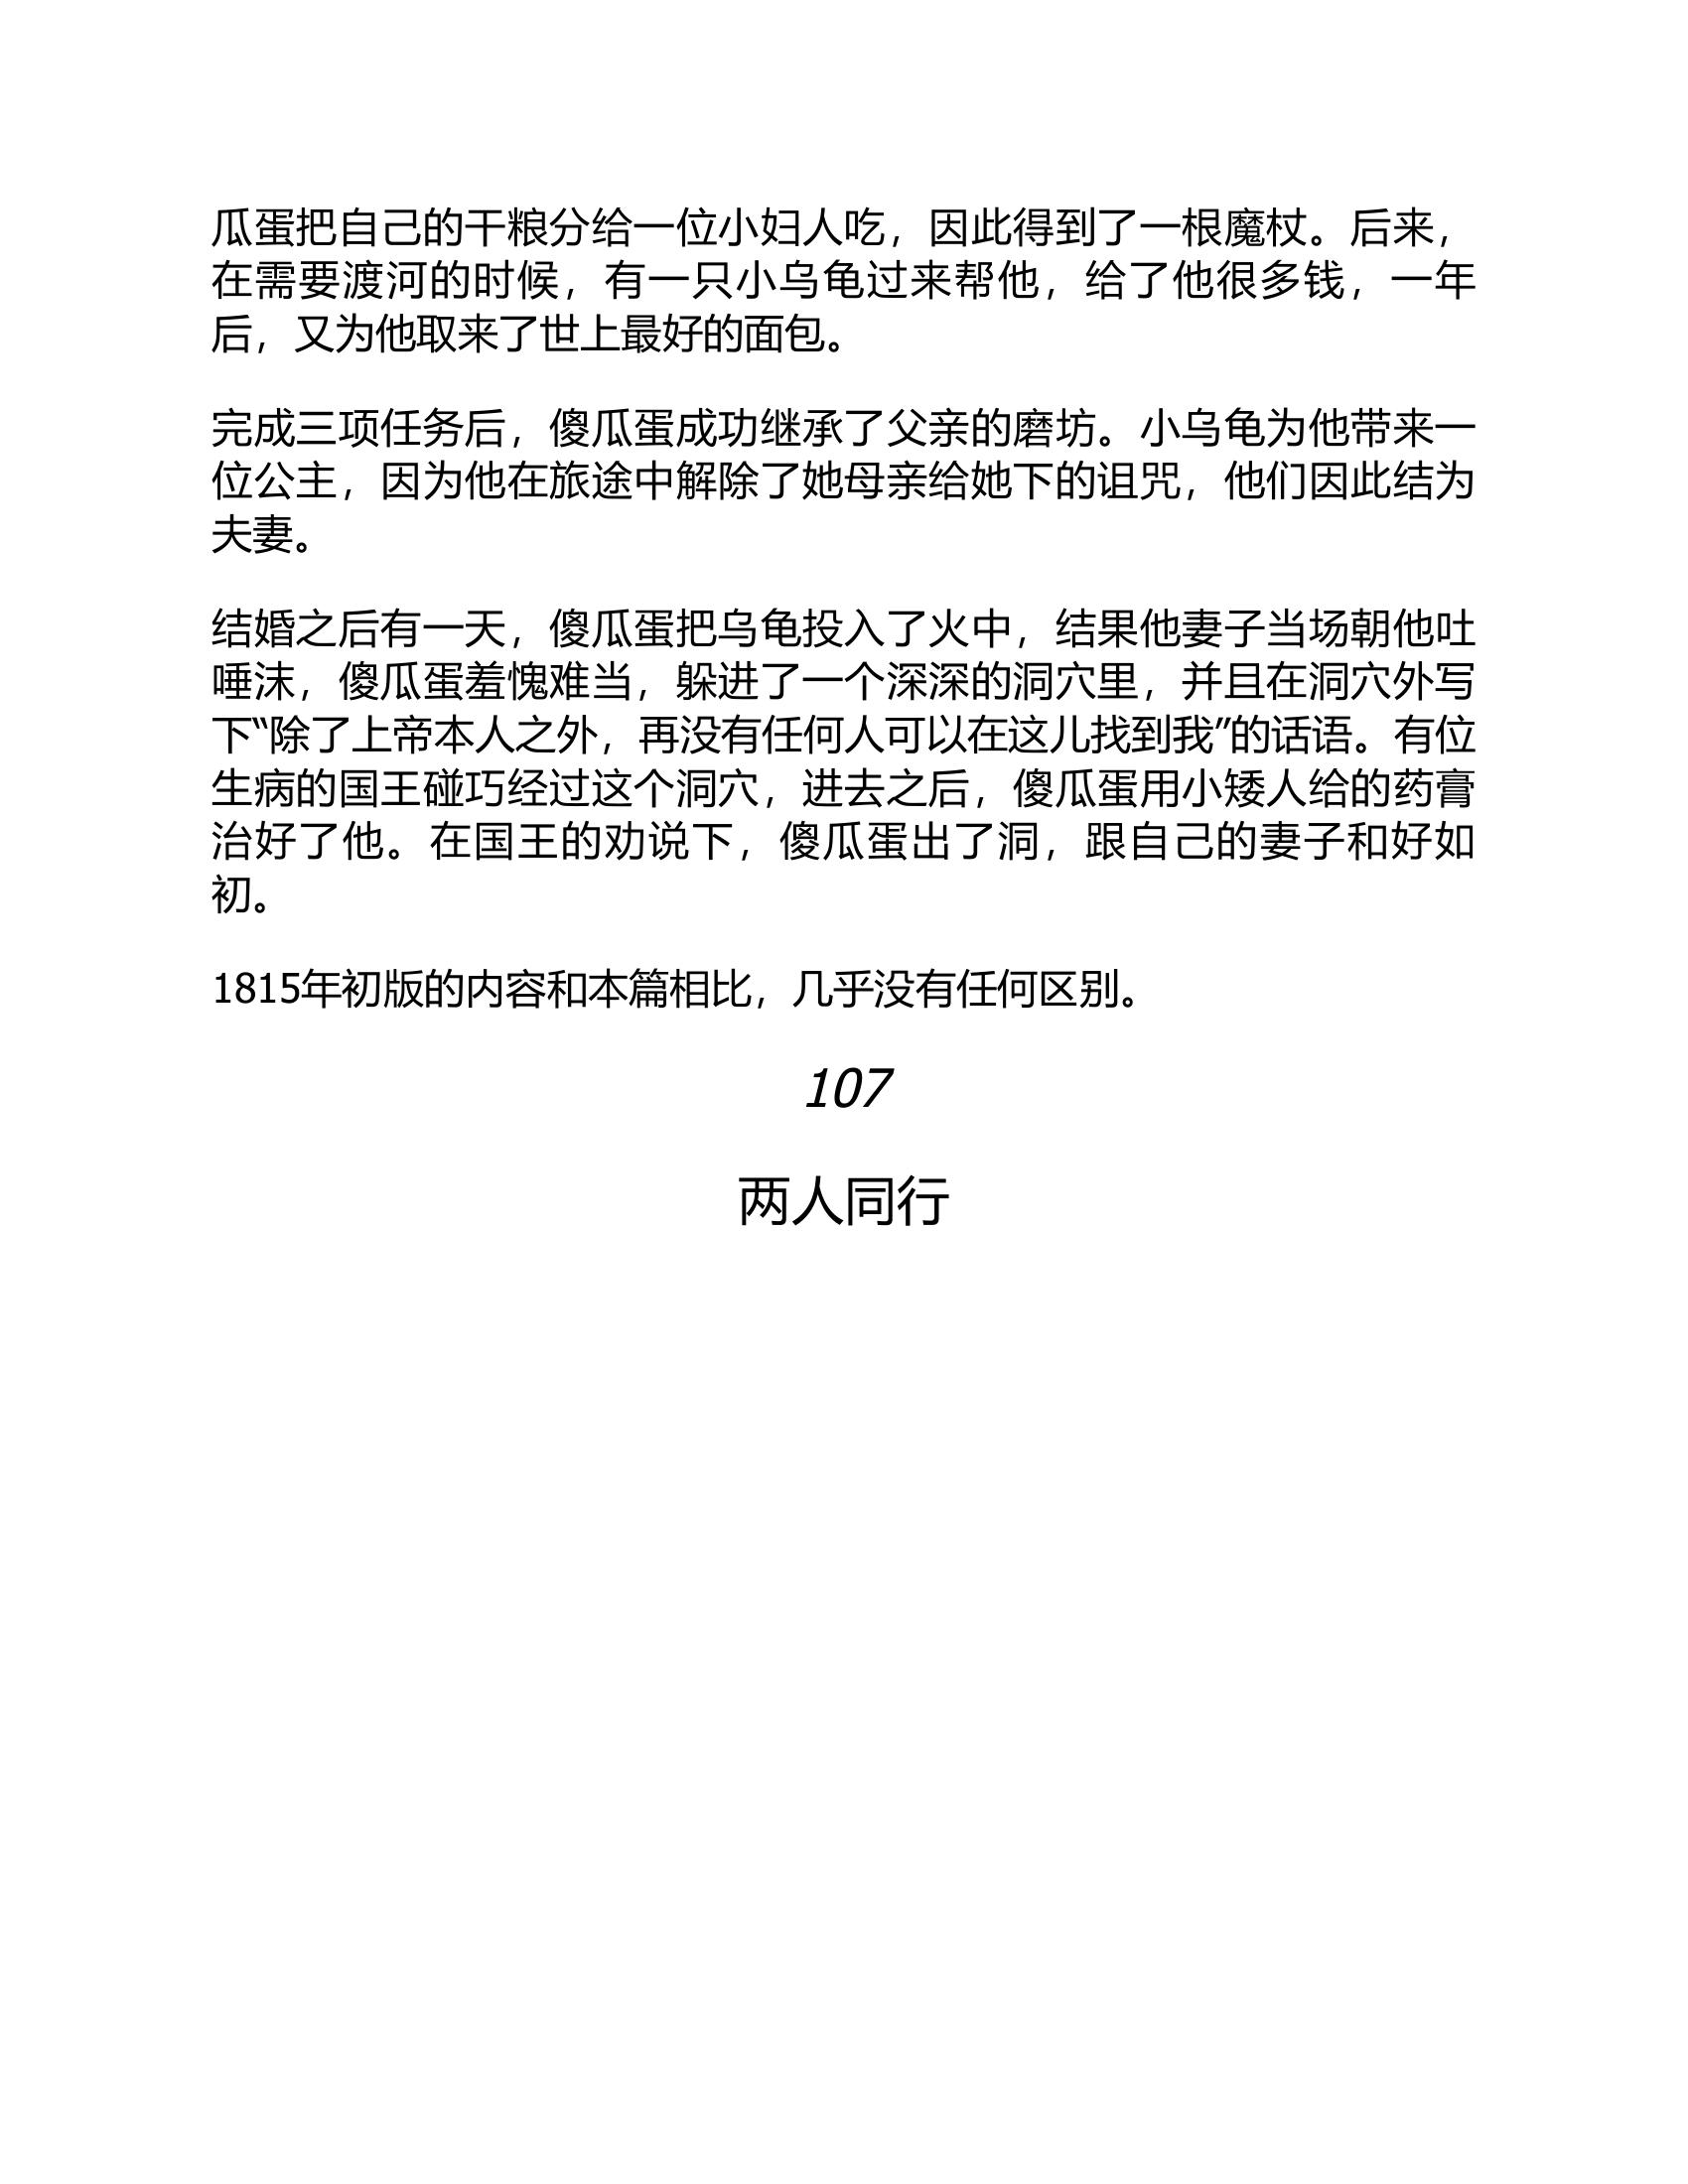 瓜蛋把自己的干粮分给一位小妇人吃，因此得到了一根魔杖。后来，
在需要渡河的时候，有一只小乌龟过来帮他，给了他很多钱，一年
后，又为他取来了世上最好的面包。
完成三项任务后，傻瓜蛋成功继承了父亲的磨坊。小乌龟为他带来一
位公主，因为他在旅途中解除了她母亲给她下的诅咒，他们因此结为
夫妻。
结婚之后有一天，傻瓜蛋把乌龟投入了火中，结果他妻子当场朝他吐
唾沫，傻瓜蛋羞愧难当，躲进了一个深深的洞穴里，并且在洞穴外写
下“除了上帝本人之外，再没有任何人可以在这儿找到我”的话语。有位
生病的国王碰巧经过这个洞穴，进去之后，傻瓜蛋用小矮人给的药膏
治好了他。在国王的劝说下，傻瓜蛋出了洞，跟自己的妻子和好如
初。
1815年初版的内容和本篇相比，几乎没有任何区别。
107
两人同行